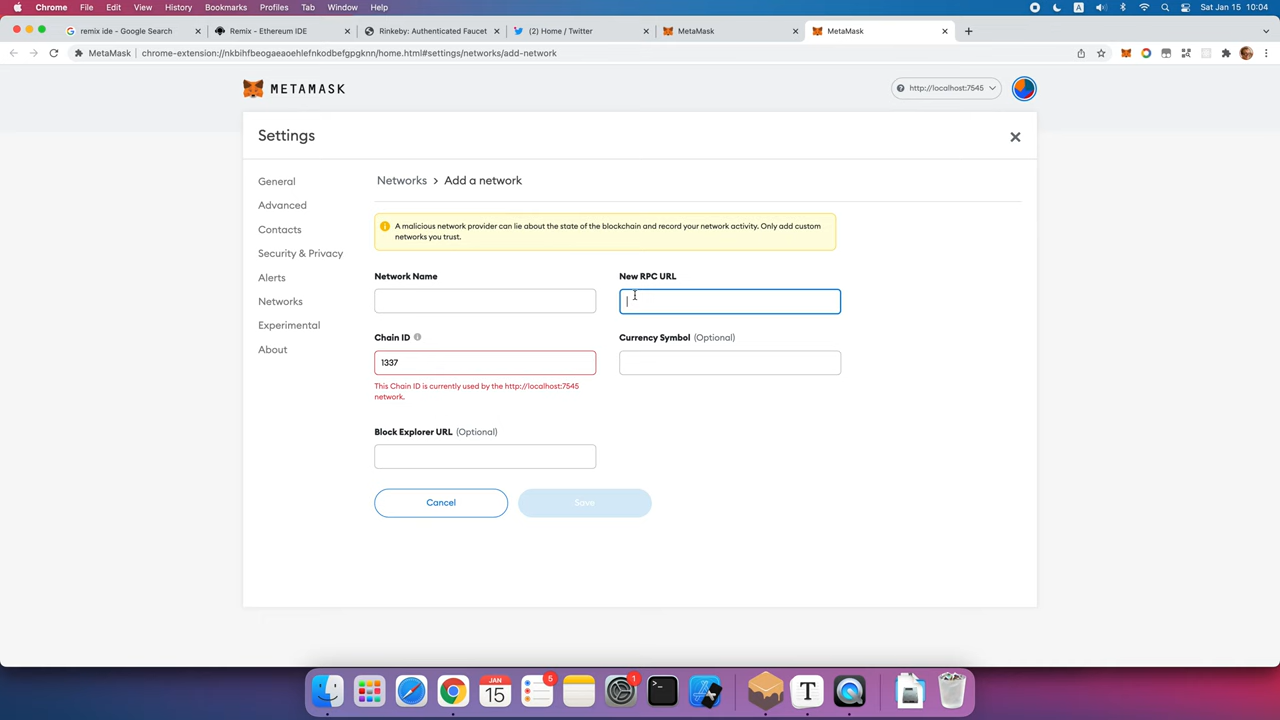 Chrome File Edit View History Bookmarks Profiles Tab Window Help A Sat Jan 15 10:04
remix ide - Google Search Remix - Ethereum IDE Rinkeby: Authenticated Faucet (2) Home / Twitter MetaMask MetaMask
MetaMask chrome-extension://nkbihfbeogaeaoehlefnkodbefgpgknn/home.html#settings/networks/add-network
METAMASK
http://localhost:7545
Settings
Networks > Add a network
General
Advanced
Contacts
Security & Privacy
Alerts
Networks
Experimental
About
A malicious network provider can lie about the state of the blockchain and record your network activity. Only add custom
networks you trust.
Network Name
New RPC URL
Chain ID
1337
This Chain ID is currently used by the http://localhost:7545
network.
Currency Symbol (Optional)
Block Explorer URL (Optional)
Cancel
Save
JAN
15
5
1
T